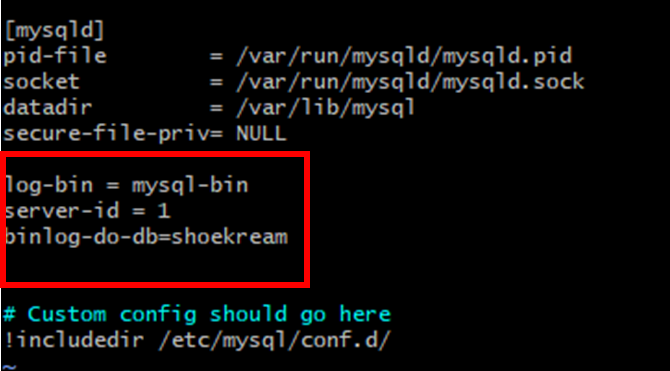 [mysqld]
pid-file        = /var/run/mysqld/mysqld.pid
socket          = /var/run/mysqld/mysqld.sock
datadir         = /var/lib/mysql
secure-file-priv= NULL
log-bin = mysql-bin
server-id = 1
binlog-do-db=shoekream
# Custom config should go here
!includedir /etc/mysql/conf.d/
~